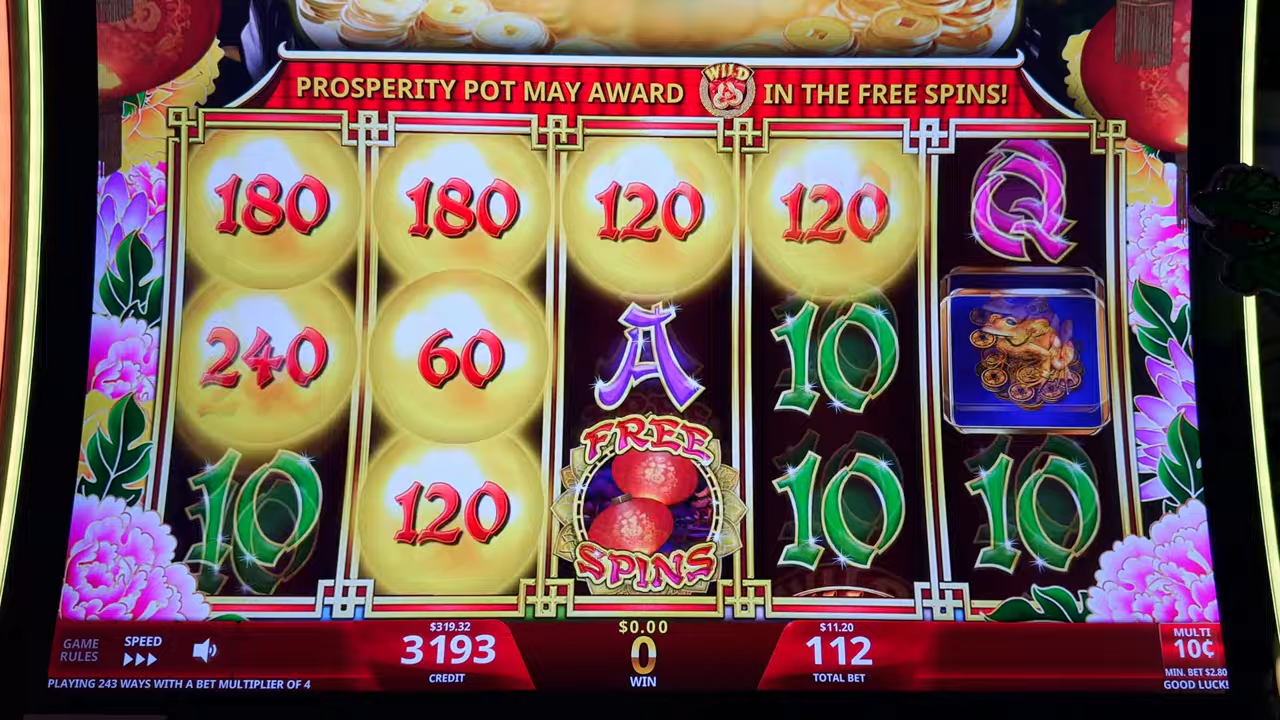 PROSPERITY POT MAY AWARD WILD IN THE FREE SPINS!
180 180 120 120 Q
240 60 A 10
10 120 FREE SPINS 10 10
GAME RULES
SPEED
$319.32
3193
CREDIT
$0.00
0
WIN
$11.20
112
TOTAL BET
MULTI
10¢
MIN. BET $2.80
GOOD LUCK!
PLAYING 243 WAYS WITH A BET MULTIPLIER OF 4